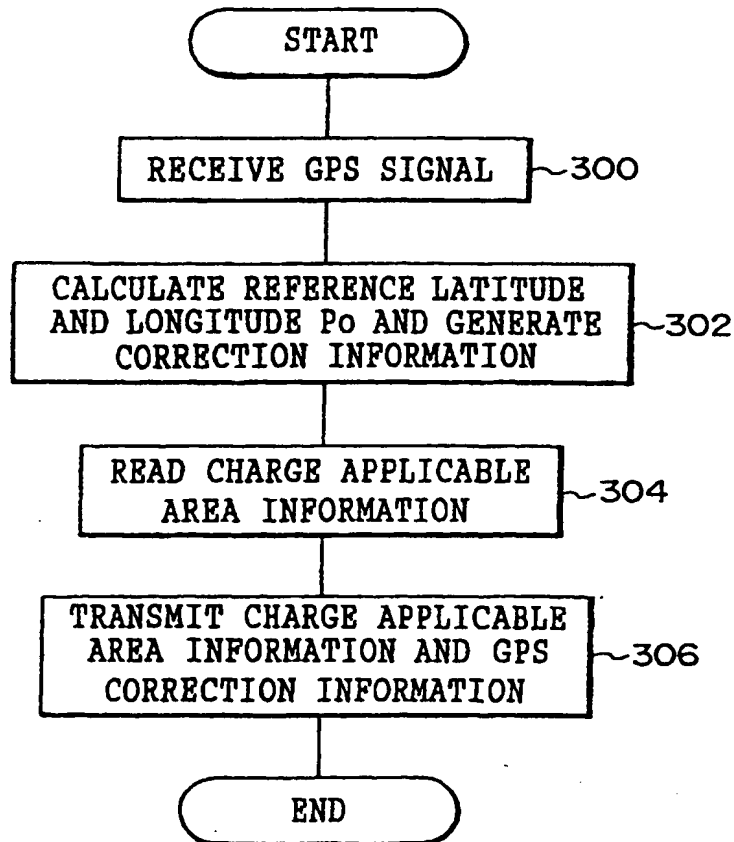 START
RECEIVE GPS SIGNAL
300
CALCULATE REFERENCE LATITUDE
AND LONGITUDE Po AND GENERATE
CORRECTION INFORMATION
302
READ CHARGE APPLICABLE
AREA INFORMATION
304
TRANSMIT CHARGE APPLICABLE
AREA INFORMATION AND GPS
CORRECTION INFORMATION
306
END